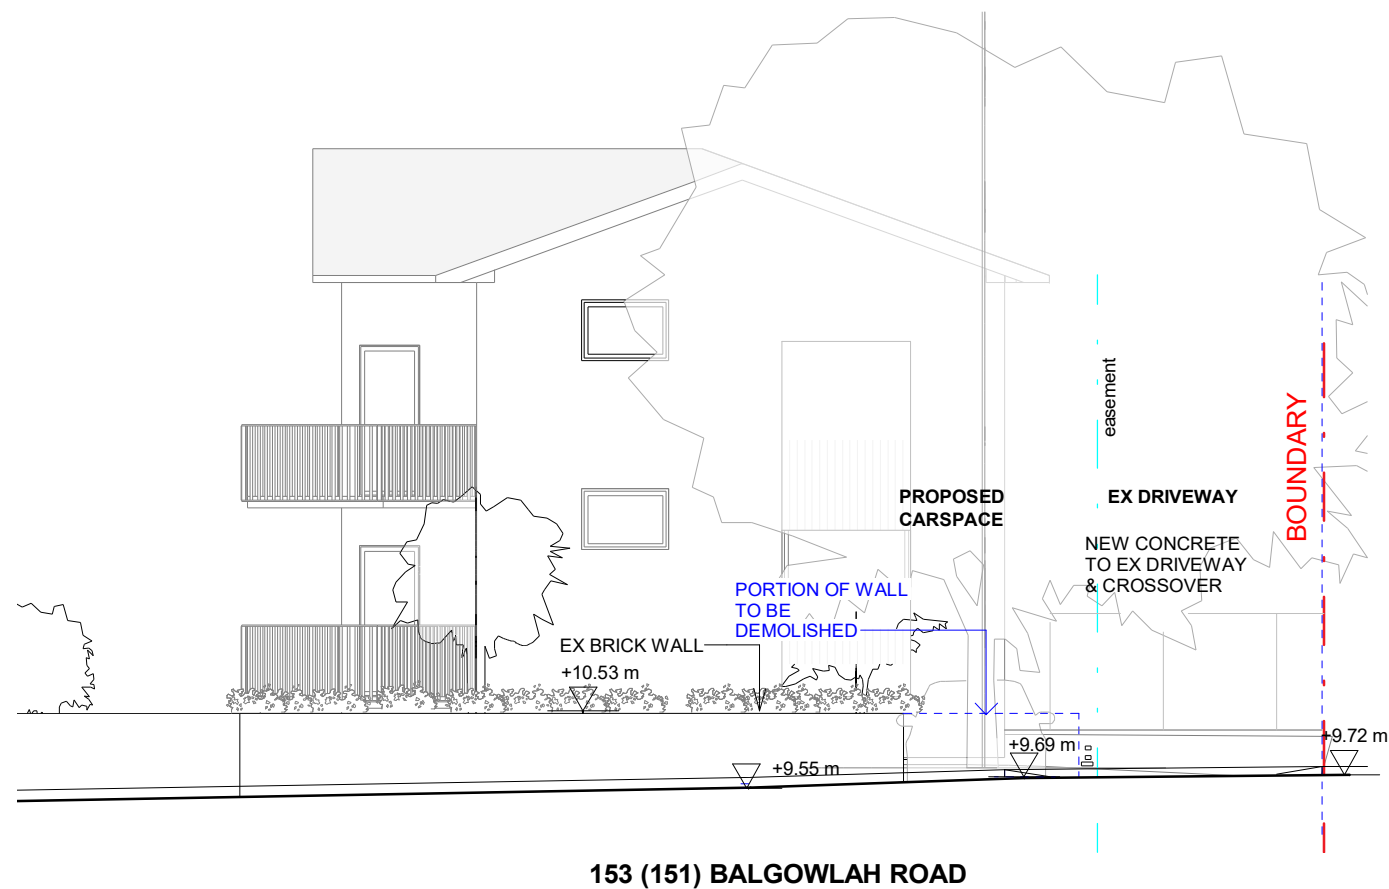 easement
BOUNDARY
PROPOSED
CARSPACE
EX DRIVEWAY
NEW CONCRETE
TO EX DRIVEWAY
& CROSSOVER
PORTION OF WALL
TO BE
DEMOLISHED
EX BRICK WALL
+10.53 m
+9.55 m
+9.69 m
+9.72 m
153 (151) BALGOWLAH ROAD